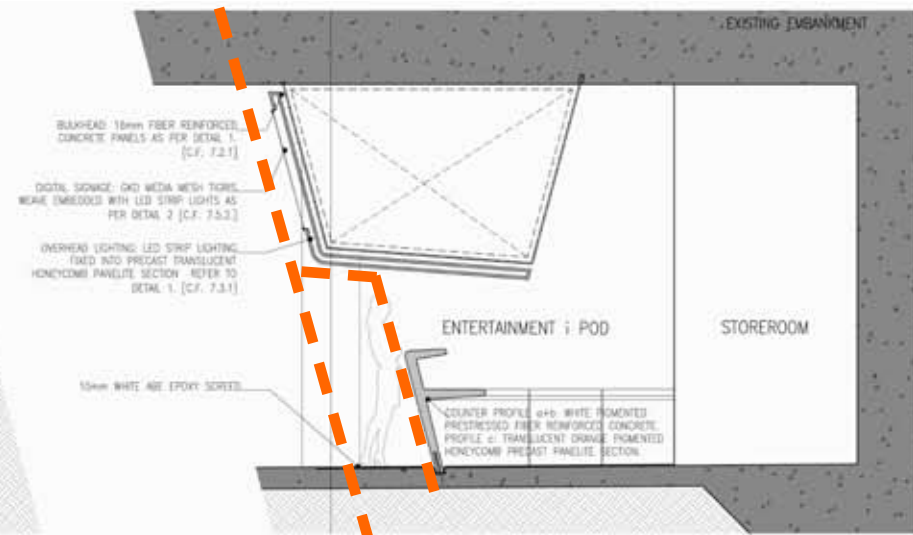 EXISTING EMBANKMENT
BULKHEAD: 18mm FIBER REINFORCED
CONCRETE PANELS AS PER DETAIL 1.
[C.F. 7.2.1]
DIGITAL SIGNAGE: GKD MEDIA MESH TIGRIS
WEAVE EMBEDDED WITH LED STRIP LIGHTS AS
PER DETAIL 2 [C.F. 7.5.2]
OVERHEAD LIGHTING: LED STRIP LIGHTING
FIXED INTO PRECAST TRANSLUCENT
HONEYCOMB PANELITE SECTION REFER TO
DETAIL 1. [C.F. 7.3.1]
ENTERTAINMENT i POD
STOREROOM
10mm WHITE ABE EPOXY SCREED
COUNTER PROFILE a+b: WHITE PIGMENTED
PRESTRESSED FIBER REINFORCED CONCRETE.
PROFILE c: TRANSLUCENT ORANGE PIGMENTED
HONEYCOMB PRECAST PANELITE SECTION.